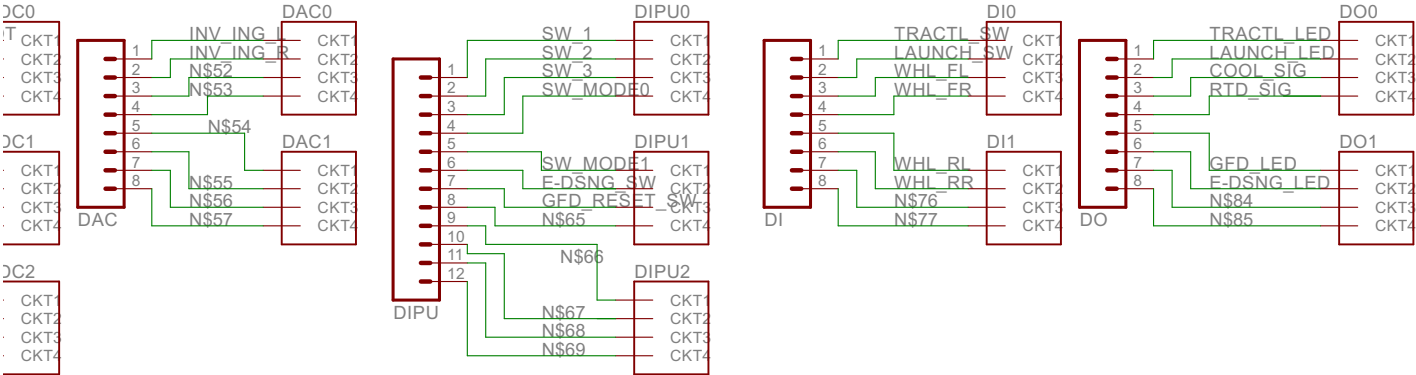 DAC0
DIPU0
DI0
DO0
CKT1
CKT2
CKT3
CKT4
DAC
1
2
3
4
5
6
7
8
INV_ING_L
INV_ING_R
N$52
N$53
N$54
N$55
N$56
N$57
CKT1
CKT2
CKT3
CKT4
DAC1
CKT1
CKT2
CKT3
CKT4
CKT1
CKT2
CKT3
CKT4
CKT1
CKT2
CKT3
CKT4
DIPU
1
2
3
4
5
6
7
8
9
10
11
12
SW_1
SW_2
SW_3
SW_MODE0
SW_MODE1
E-DSNG_SW
GFD_RESET_SW
N$65
N$66
N$67
N$68
N$69
CKT1
CKT2
CKT3
CKT4
DIPU1
CKT1
CKT2
CKT3
CKT4
DIPU2
CKT1
CKT2
CKT3
CKT4
DI
1
2
3
4
5
6
7
8
TRACTL_SW
LAUNCH_SW
WHL_FL
WHL_FR
WHL_RL
WHL_RR
N$76
N$77
CKT1
CKT2
CKT3
CKT4
DI1
CKT1
CKT2
CKT3
CKT4
DO
1
2
3
4
5
6
7
8
TRACTL_LED
LAUNCH_LED
COOL_SIG
RTD_SIG
GFD_LED
E-DSNG_LED
N$84
N$85
CKT1
CKT2
CKT3
CKT4
DO1
CKT1
CKT2
CKT3
CKT4